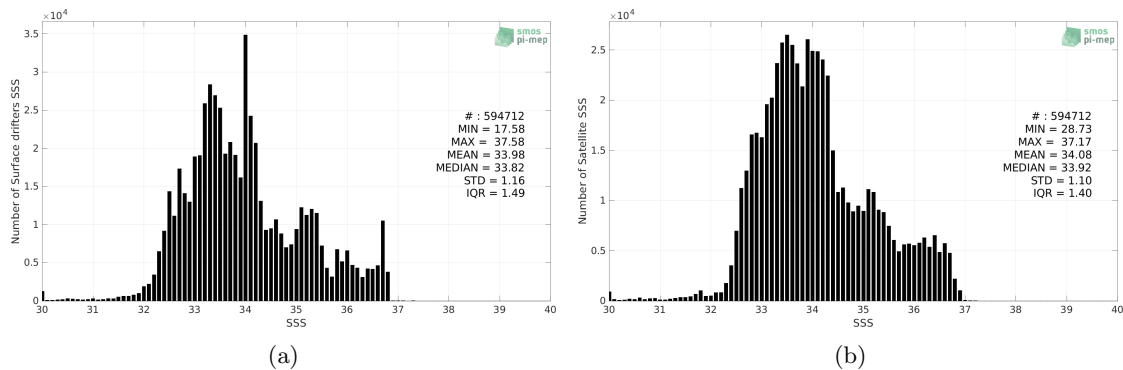 ×10⁴
3.5
3
2.5
2
1.5
1
0.5
0
Number of Surface drifters SSS
30 31 32 33 34 35 36 37 38 39 40
SSS
smos
pi-mep
# : 594712
MIN = 17.58
MAX = 37.58
MEAN = 33.98
MEDIAN = 33.82
STD = 1.16
IQR = 1.49
(a)
×10⁴
2.5
2
1.5
1
0.5
0
Number of Satellite SSS
30 31 32 33 34 35 36 37 38 39 40
SSS
smos
pi-mep
# : 594712
MIN = 28.73
MAX = 37.17
MEAN = 34.08
MEDIAN = 33.92
STD = 1.10
IQR = 1.40
(b)